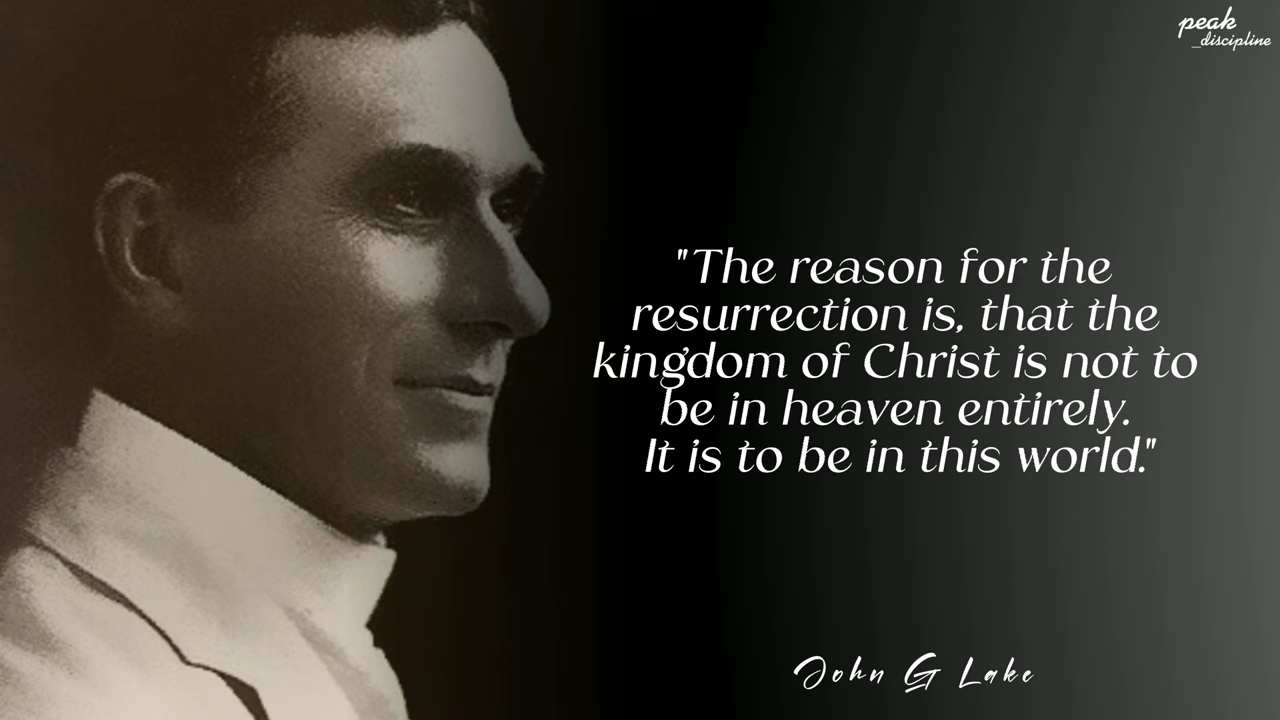 peak
_discipline
"The reason for the
resurrection is, that the
kingdom of Christ is not to
be in heaven entirely.
It is to be in this world."
John G Lake